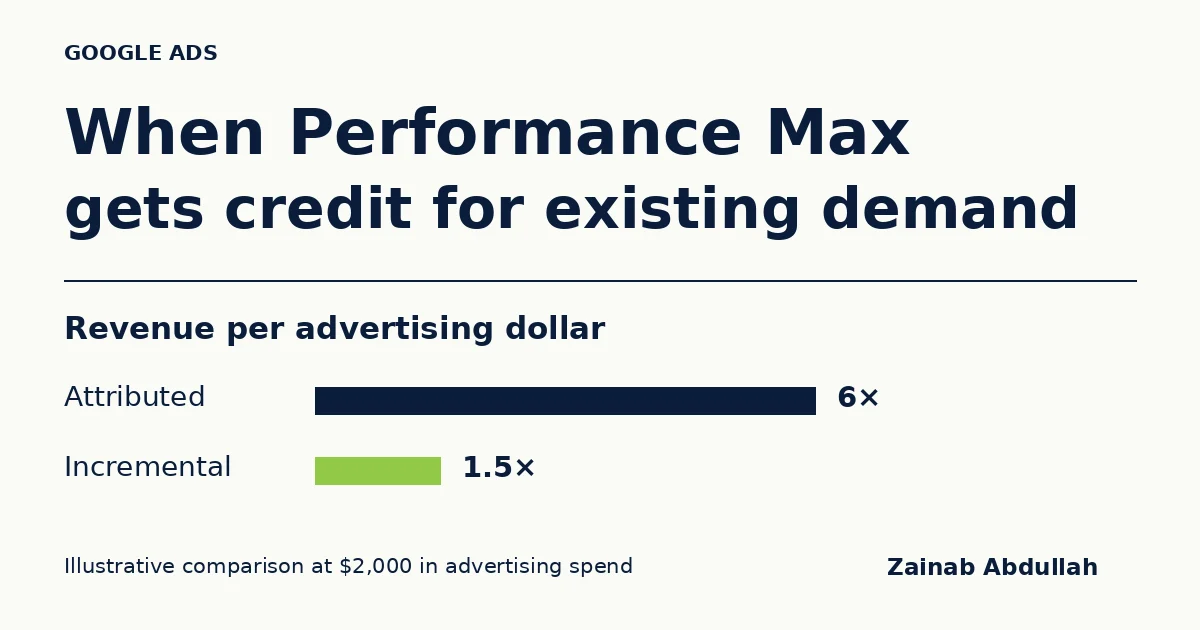 GOOGLE ADS
When Performance Max
gets credit for existing demand
Revenue per advertising dollar
Attributed 6×
Incremental 1.5×
Illustrative comparison at $2,000 in advertising spend
Zainab Abdullah